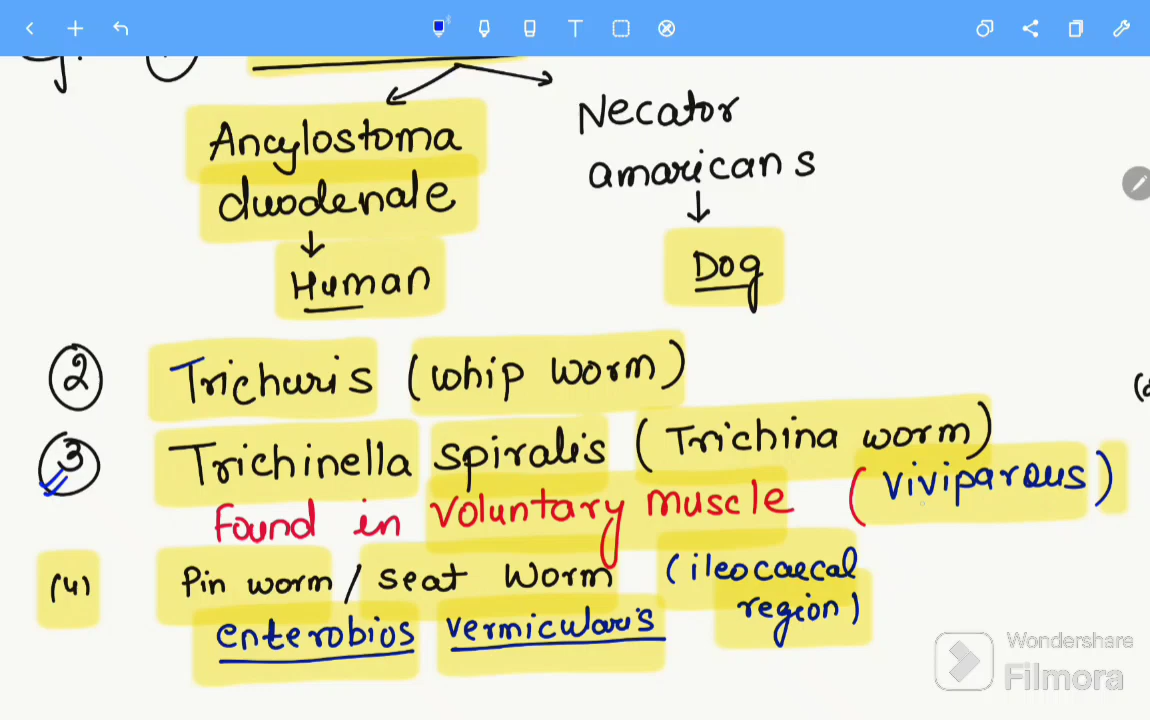 Ancylostoma
duodenale
Human
Necator
amaricans
Dog
2 Trichuris (whip worm)
3 Trichinella spiralis (Trichina worm)
Found in voluntary muscle (viviparous)
(4) Pin worm / seat worm (ileocaecal
region)
enterobios vermicularis
Wondershare
Filmora